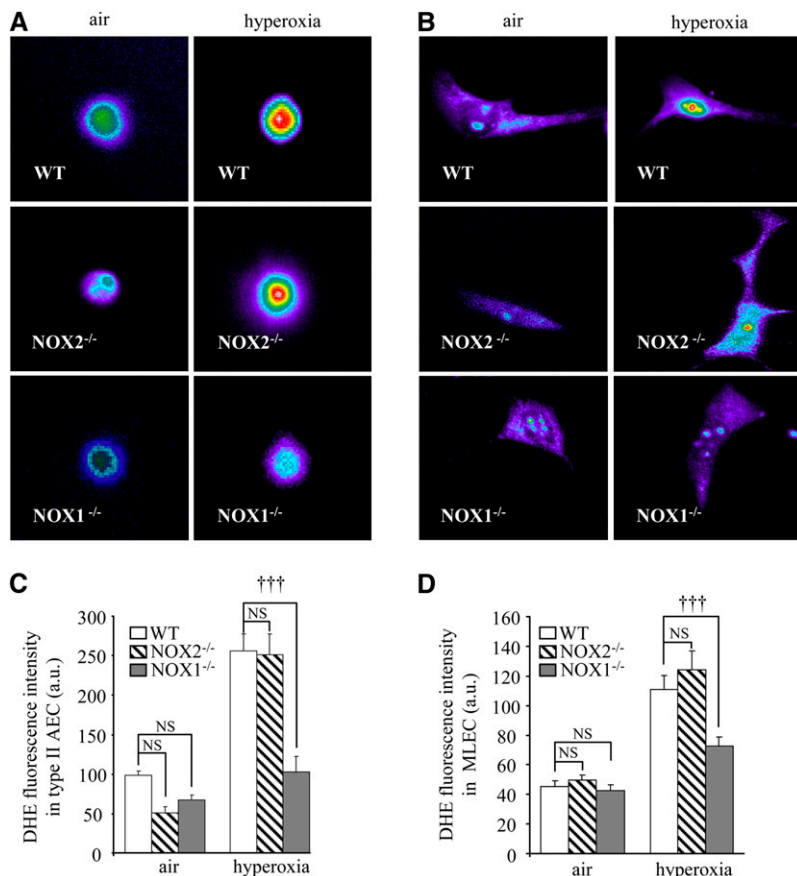 A
air
hyperoxia
WT
WT
NOX2-/-
NOX2-/-
NOX1-/-
NOX1-/-
B
air
hyperoxia
WT
WT
NOX2-/-
NOX2-/-
NOX1-/-
NOX1-/-
C
DHE fluorescence intensity
in type II AEC (a.u.)
300
250
200
150
100
50
0
WT
NOX2-/-
NOX1-/-
NS
NS
†††
NS
air
hyperoxia
D
DHE fluorescence intensity
in MLEC (a.u.)
160
140
120
100
80
60
40
20
0
WT
NOX2-/-
NOX1-/-
NS
NS
†††
NS
air
hyperoxia